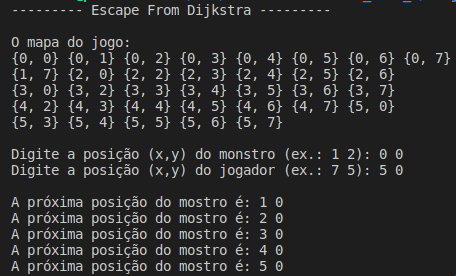 --------- Escape From Dijkstra ---------
O mapa do jogo:
{0, 0} {0, 1} {0, 2} {0, 3} {0, 4} {0, 5} {0, 6} {0, 7}
{1, 7} {2, 0} {2, 2} {2, 3} {2, 4} {2, 5} {2, 6}
{3, 0} {3, 2} {3, 3} {3, 4} {3, 5} {3, 6} {3, 7}
{4, 2} {4, 3} {4, 4} {4, 5} {4, 6} {4, 7} {5, 0}
{5, 3} {5, 4} {5, 5} {5, 6} {5, 7}
Digite a posição (x,y) do monstro (ex.: 1 2): 0 0
Digite a posição (x,y) do jogador (ex.: 7 5): 5 0
A próxima posição do mostro é: 1 0
A próxima posição do mostro é: 2 0
A próxima posição do mostro é: 3 0
A próxima posição do mostro é: 4 0
A próxima posição do mostro é: 5 0